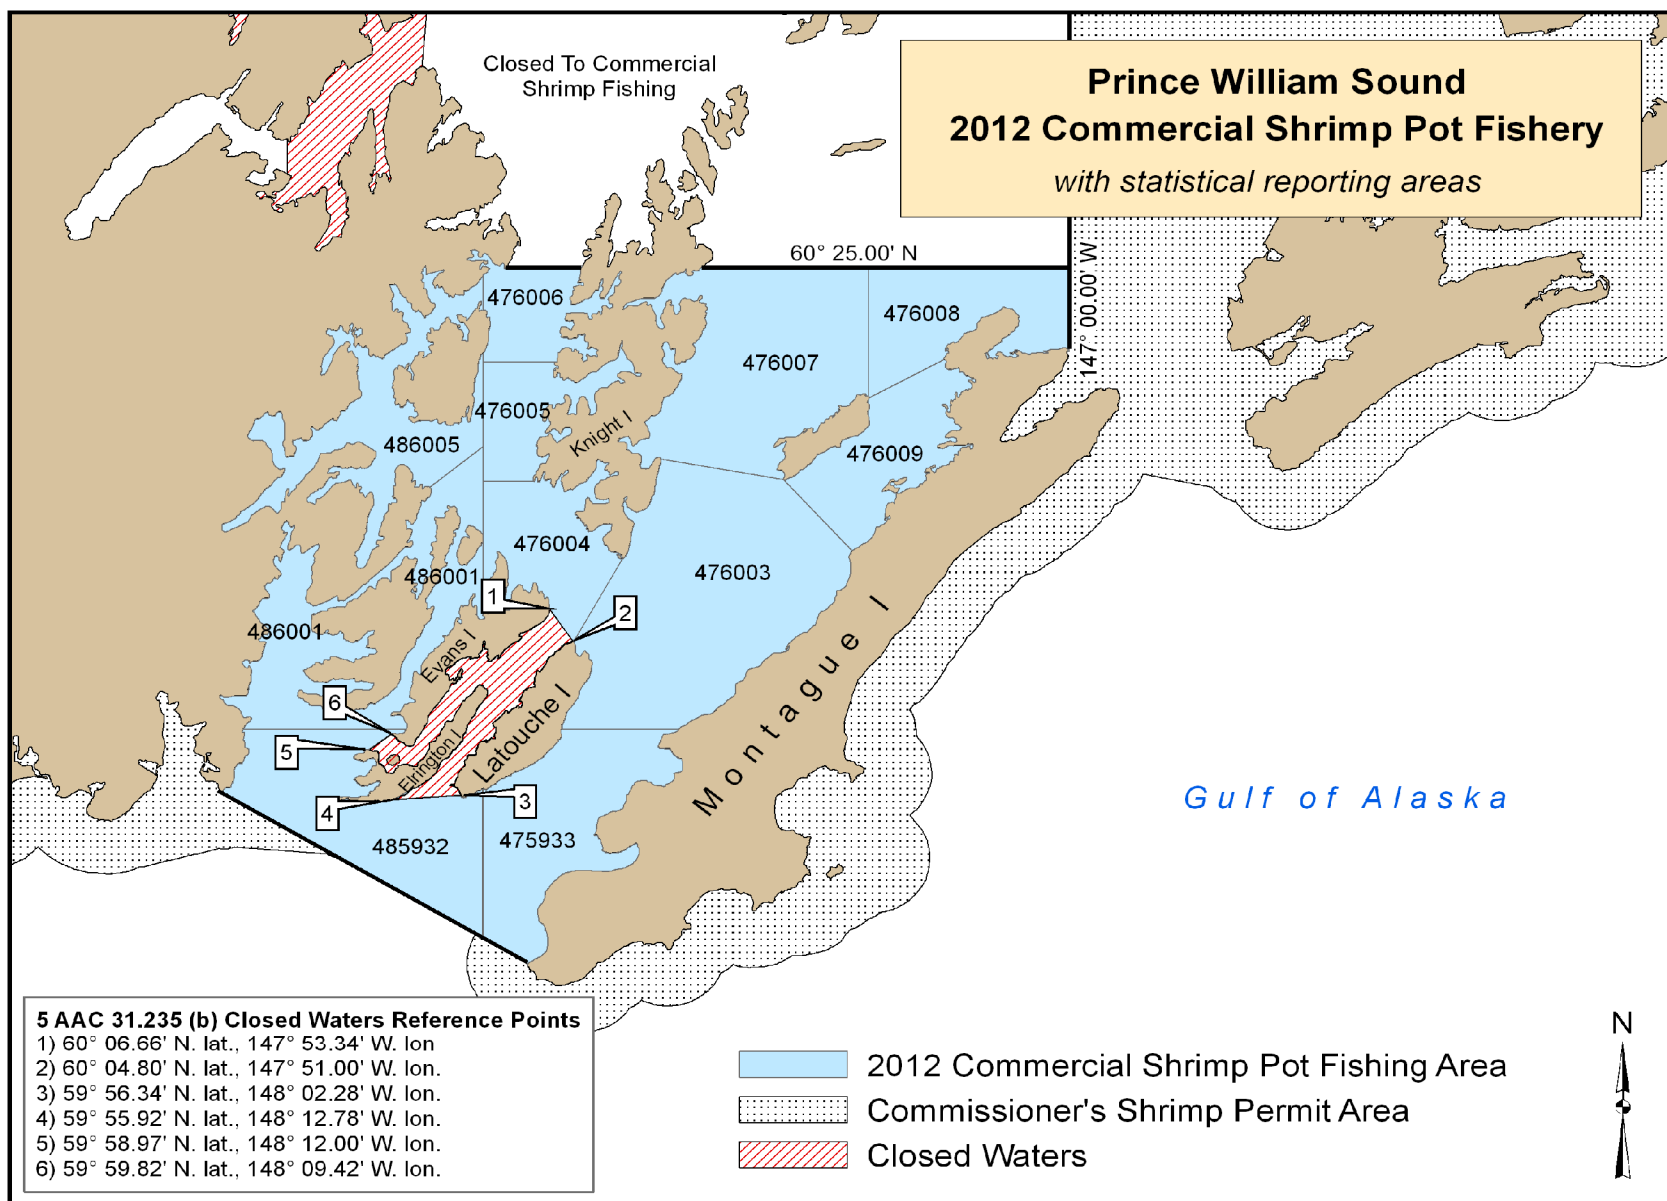 Closed To Commercial
Shrimp Fishing
Prince William Sound
2012 Commercial Shrimp Pot Fishery
with statistical reporting areas
60° 25.00' N
147° 00.00' W
476006
476008
476007
476005
Knight I
486005
476009
476004
476003
486001
1
2
486001
Evans I
6
5
Elrington I
Latouche I
Montague I
4
3
485932
475933
Gulf of Alaska
5 AAC 31.235 (b) Closed Waters Reference Points
1) 60° 06.66' N. lat., 147° 53.34' W. lon
2) 60° 04.80' N. lat., 147° 51.00' W. lon.
3) 59° 56.34' N. lat., 148° 02.28' W. lon.
4) 59° 55.92' N. lat., 148° 12.78' W. lon.
5) 59° 58.97' N. lat., 148° 12.00' W. lon.
6) 59° 59.82' N. lat., 148° 09.42' W. lon.
2012 Commercial Shrimp Pot Fishing Area
Commissioner's Shrimp Permit Area
Closed Waters
N